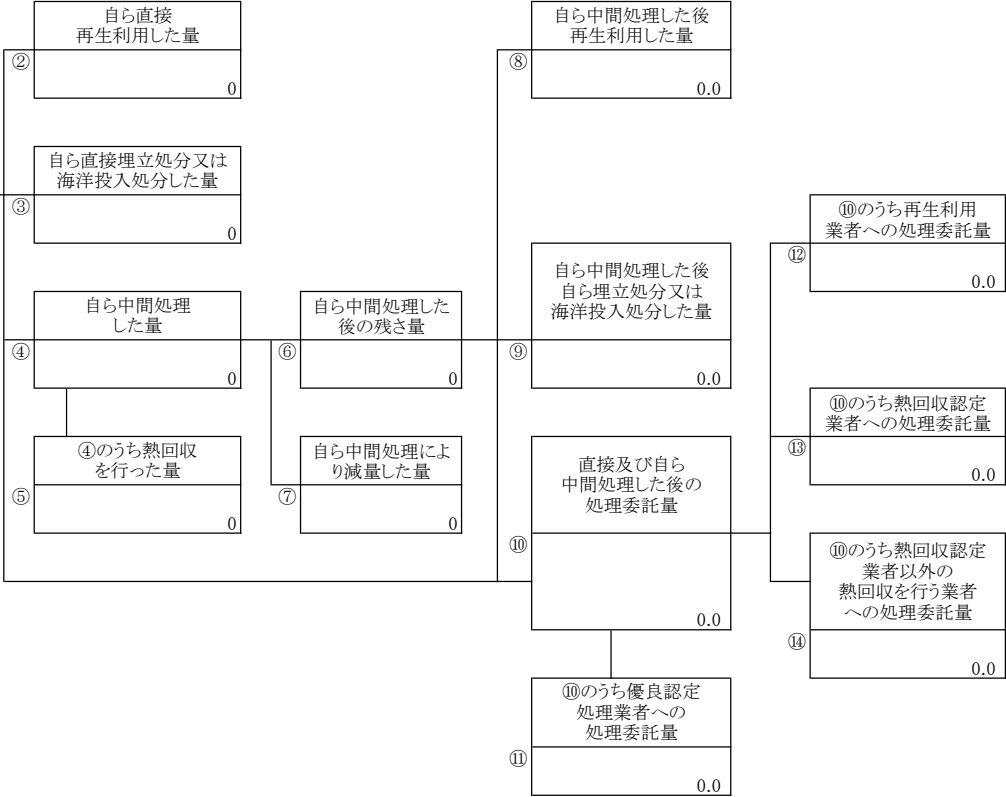 自ら直接
再生利用した量
②
0
自ら直接埋立処分又は
海洋投入処分した量
③
0
自ら中間処理
した量
④
0
④のうち熱回収
を行った量
⑤
0
自ら中間処理した
後の残さ量
⑥
0
自ら中間処理によ
り減量した量
⑦
0
自ら中間処理した後
再生利用した量
⑧
0.0
自ら中間処理した後
自ら埋立処分又は
海洋投入処分した量
⑨
0.0
直接及び自ら
中間処理した後の
処理委託量
⑩
0.0
⑩のうち優良認定
処理業者への
処理委託量
⑪
0.0
⑩のうち再生利用
業者への処理委託量
⑫
0.0
⑩のうち熱回収認定
業者への処理委託量
⑬
0.0
⑩のうち熱回収認定
業者以外の
熱回収を行う業者
への処理委託量
⑭
0.0